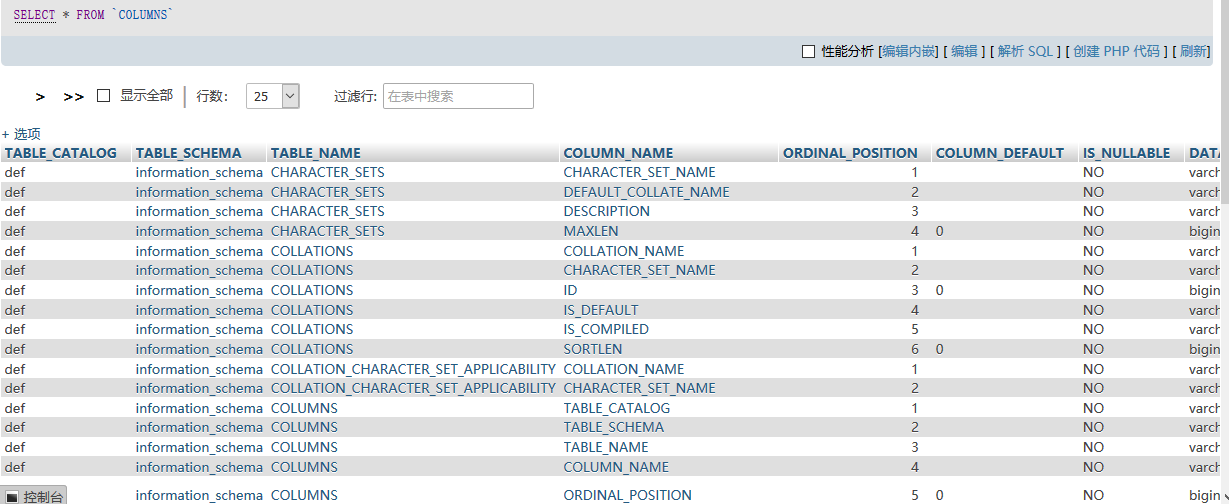 SELECT * FROM `COLUMNS`
性能分析 [编辑内嵌] [ 编辑 ] [ 解析 SQL ] [ 创建 PHP 代码 ] [ 刷新]
> >> 显示全部 | 行数： 25 过滤行: 在表中搜索
+ 选项
TABLE_CATALOG TABLE_SCHEMA TABLE_NAME COLUMN_NAME ORDINAL_POSITION COLUMN_DEFAULT IS_NULLABLE DATA
def information_schema CHARACTER_SETS CHARACTER_SET_NAME 1 NO varch
def information_schema CHARACTER_SETS DEFAULT_COLLATE_NAME 2 NO varch
def information_schema CHARACTER_SETS DESCRIPTION 3 NO varch
def information_schema CHARACTER_SETS MAXLEN 4 0 NO bigin
def information_schema COLLATIONS COLLATION_NAME 1 NO varch
def information_schema COLLATIONS CHARACTER_SET_NAME 2 NO varch
def information_schema COLLATIONS ID 3 0 NO bigin
def information_schema COLLATIONS IS_DEFAULT 4 NO varch
def information_schema COLLATIONS IS_COMPILED 5 NO varch
def information_schema COLLATIONS SORTLEN 6 0 NO bigin
def information_schema COLLATION_CHARACTER_SET_APPLICABILITY COLLATION_NAME 1 NO varch
def information_schema COLLATION_CHARACTER_SET_APPLICABILITY CHARACTER_SET_NAME 2 NO varch
def information_schema COLUMNS TABLE_CATALOG 1 NO varch
def information_schema COLUMNS TABLE_SCHEMA 2 NO varch
def information_schema COLUMNS TABLE_NAME 3 NO varch
def information_schema COLUMNS COLUMN_NAME 4 NO varch
控制台 information_schema COLUMNS ORDINAL_POSITION 5 0 NO bigin